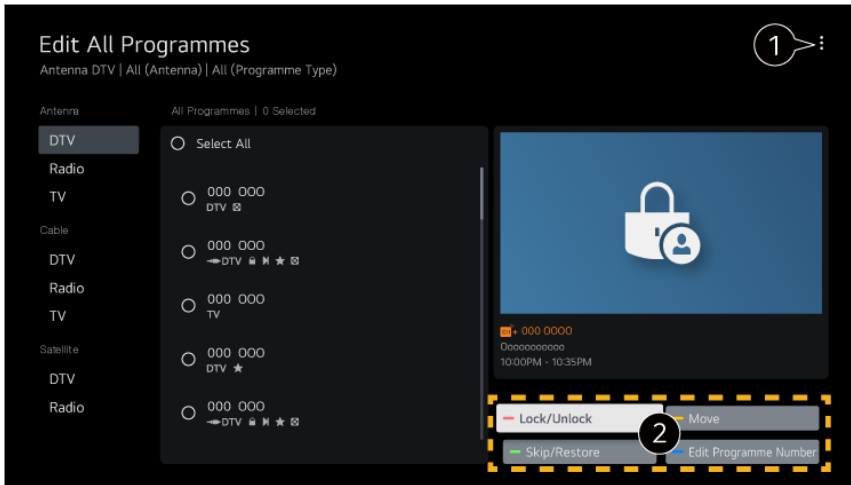 Edit All Programmes
Antenna DTV | All (Antenna) | All (Programme Type)
1
Antenna
DTV
Radio
TV
Cable
DTV
Radio
TV
Satellite
DTV
Radio
All Programmes | 0 Selected
Select All
000 000
DTV
000 000
DTV
000 000
TV
000 000
DTV
000 000
DTV
+ 000 0000
Ooooooooooo
10:00PM - 10:35PM
Lock/Unlock
Move
2
Skip/Restore
Edit Programme Number